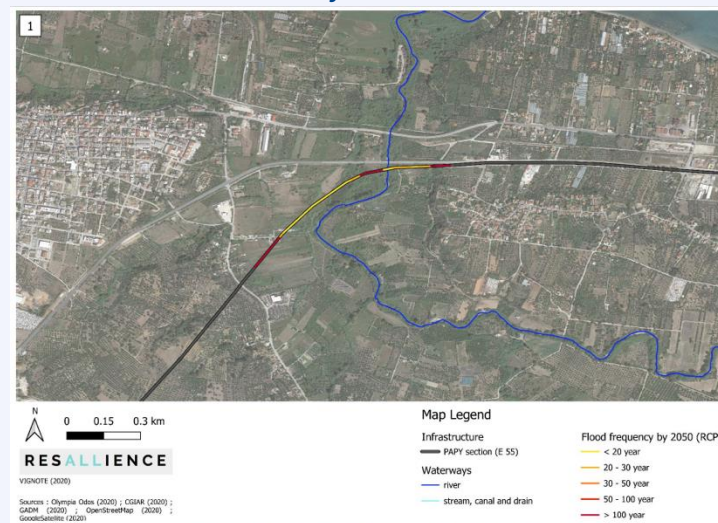 1
N
0 0.15 0.3 km
RESALLIENCE
VIGNOTE (2020)
Sources : Olympia Odos (2020) ; CGIAR (2020) ;
GADM (2020) ; OpenStreetMap (2020) ;
GoogleSatellite (2020)
Map Legend
Infrastructure
PAPY section (E 55)
Waterways
river
stream, canal and drain
Flood frequency by 2050 (RCP
< 20 year
20 - 30 year
30 - 50 year
50 - 100 year
> 100 year